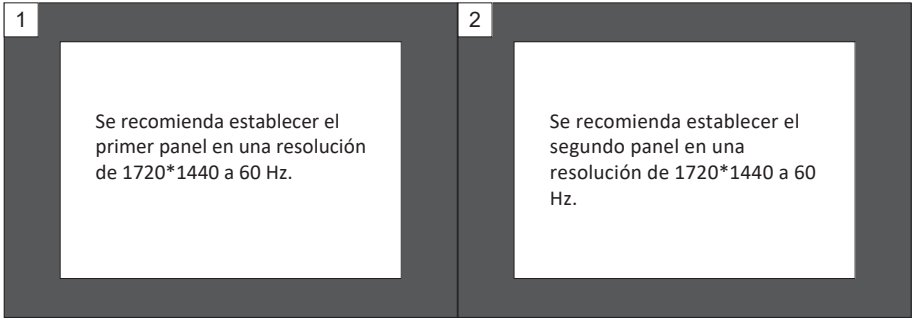 1
Se recomienda establecer el
primer panel en una resolución
de 1720*1440 a 60 Hz.
2
Se recomienda establecer el
segundo panel en una
resolución de 1720*1440 a 60
Hz.